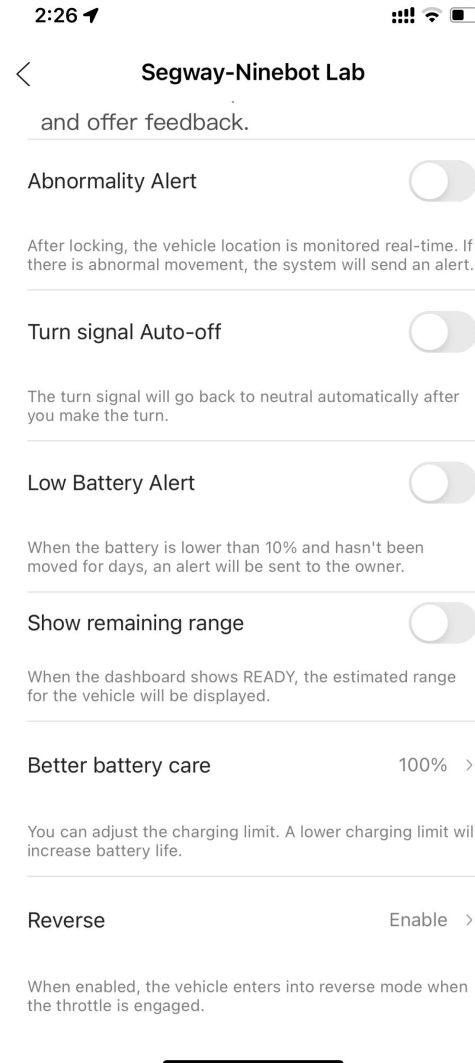 2:26
Segway-Ninebot Lab
and offer feedback.
Abnormality Alert
After locking, the vehicle location is monitored real-time. If
there is abnormal movement, the system will send an alert.
Turn signal Auto-off
The turn signal will go back to neutral automatically after
you make the turn.
Low Battery Alert
When the battery is lower than 10% and hasn't been
moved for days, an alert will be sent to the owner.
Show remaining range
When the dashboard shows READY, the estimated range
for the vehicle will be displayed.
Better battery care 100%
You can adjust the charging limit. A lower charging limit wil
increase battery life.
Reverse Enable
When enabled, the vehicle enters into reverse mode when
the throttle is engaged.